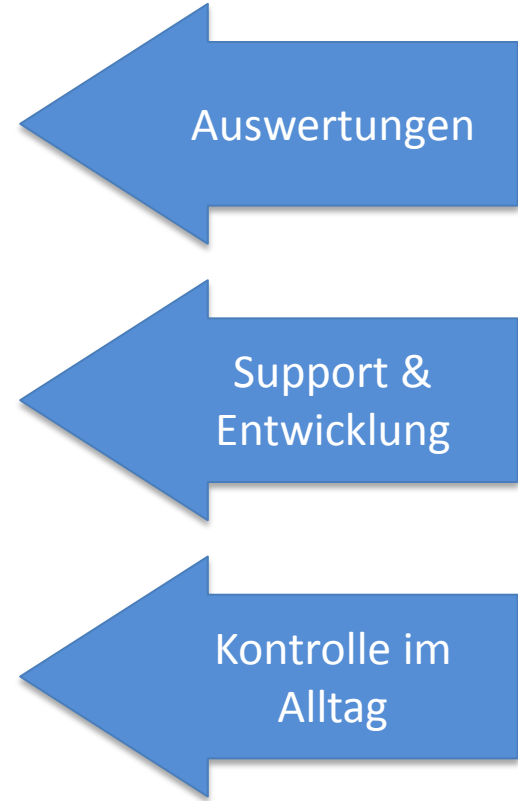 Auswertungen
Support &
Entwicklung
Kontrolle im
Alltag